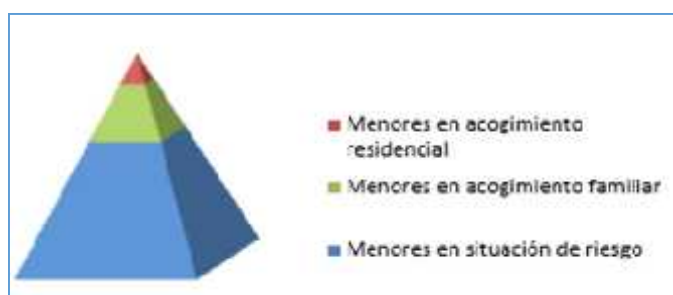 Menores en acogimiento
residencial
Menores en acogimiento familiar
Menores en situación de riesgo